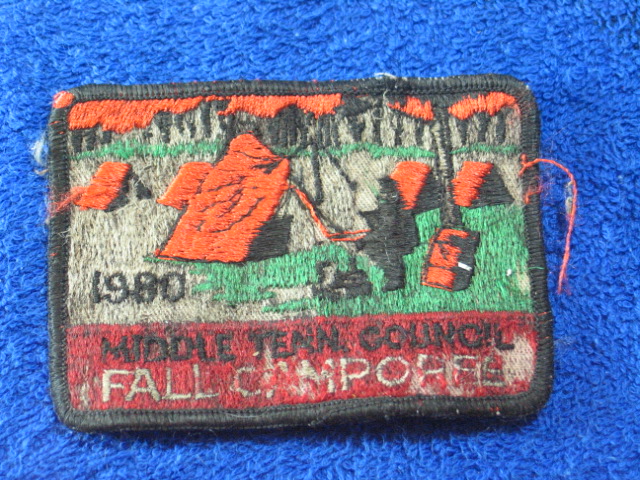 1980
MIDDLE TENN. COUNCIL
FALL CAMPOREE